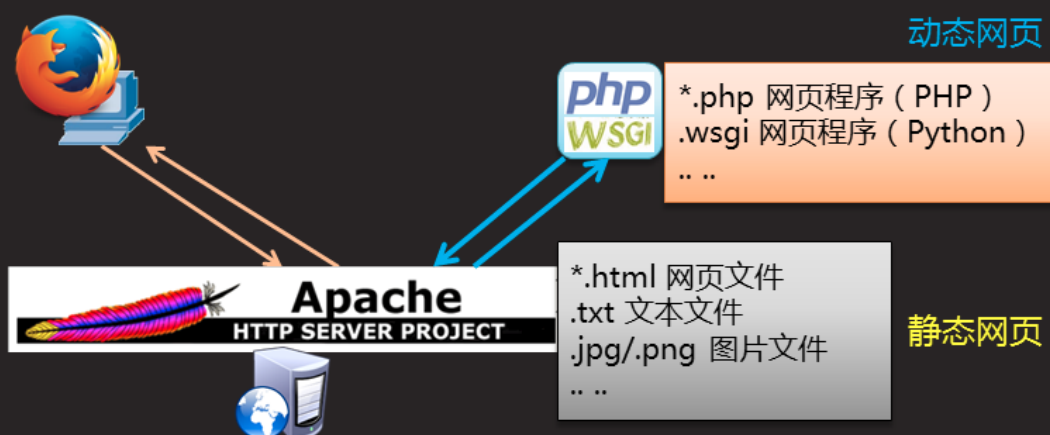 动态网页
php
WSGI
*.php 网页程序（PHP）
.wsgi 网页程序（Python）
.. ..
Apache
HTTP SERVER PROJECT
*.html 网页文件
.txt 文本文件
.jpg/.png 图片文件
.. ..
静态网页